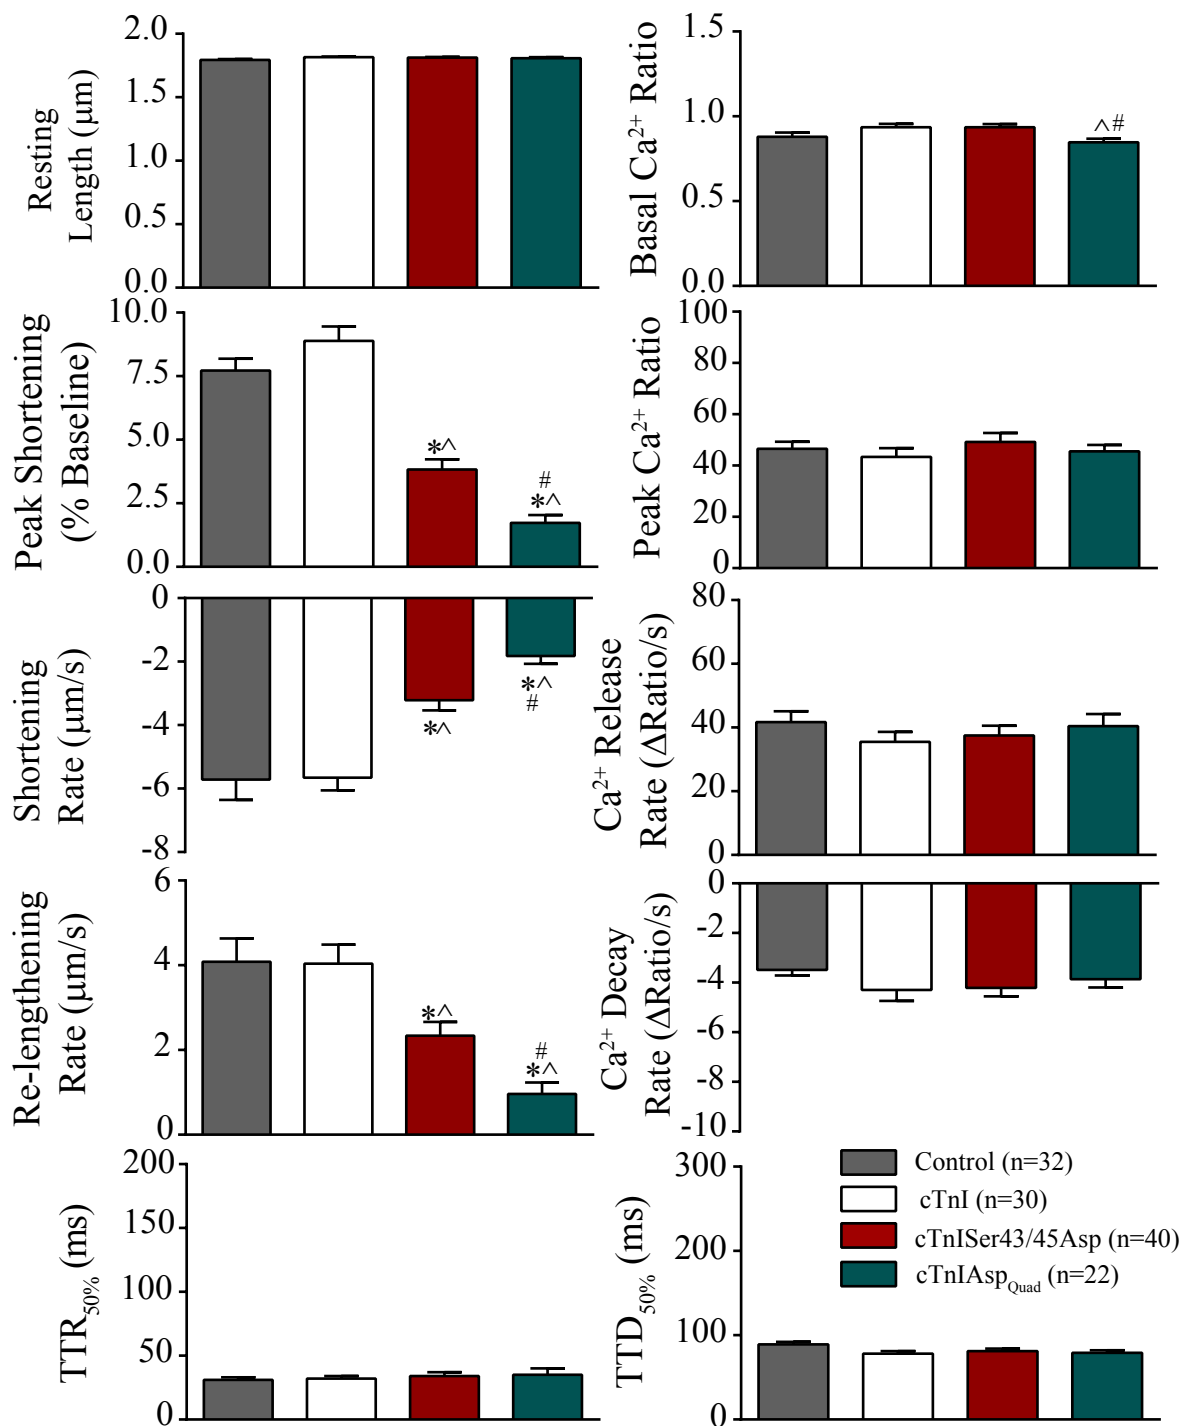 Resting
Length (μm)
2.0
1.5
1.0
0.5
0.0
Basal Ca²⁺ Ratio
1.5
1.0
0.5
0.0
^#
Peak Shortening
(% Baseline)
10.0
7.5
5.0
2.5
0.0
*^
#
*^
Peak Ca²⁺ Ratio
100
80
60
40
20
0
Shortening
Rate (μm/s)
0
-2
-4
-6
-8
*^
*^
#
Ca²⁺ Release
Rate (ΔRatio/s)
80
60
40
20
0
Re-lengthening
Rate (μm/s)
6
4
2
0
*^
#
*^
Ca²⁺ Decay
Rate (ΔRatio/s)
0
-2
-4
-6
-8
-10
TTR50% (ms)
200
150
100
50
0
TTD50% (ms)
300
200
100
0
Control (n=32)
cTnI (n=30)
cTnISer43/45Asp (n=40)
cTnIAspQuad (n=22)